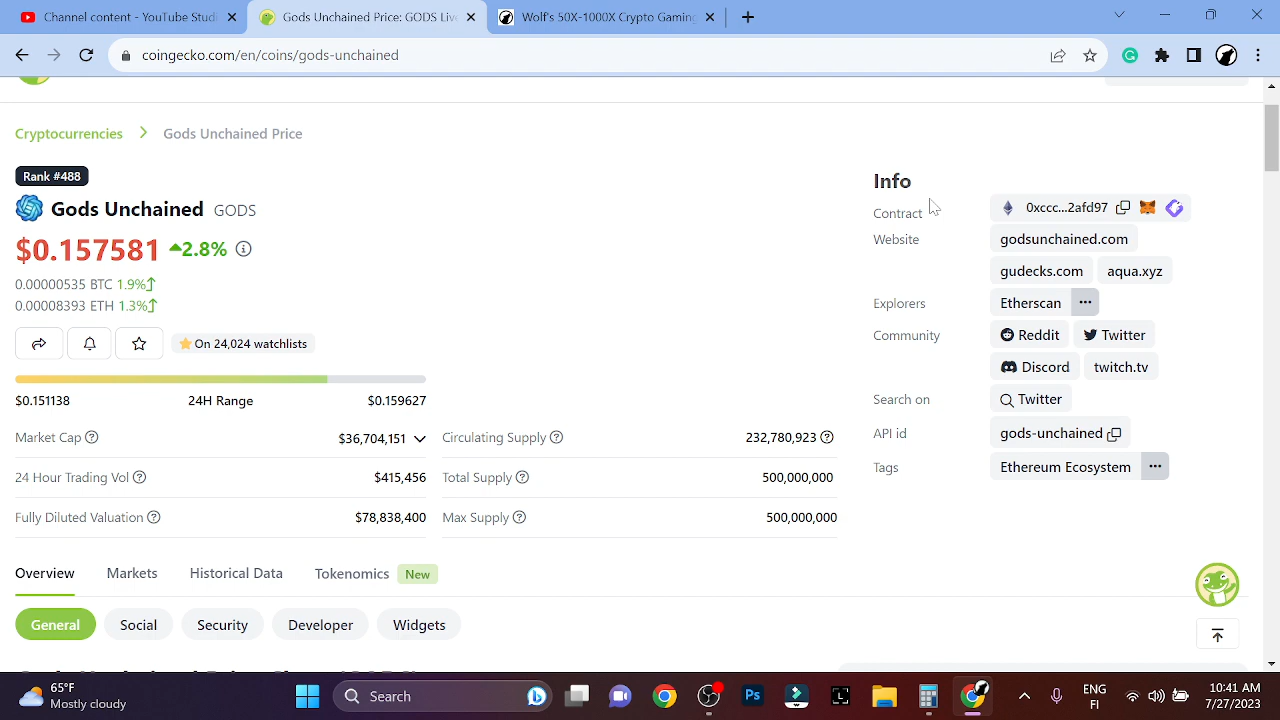 Channel content - YouTube Studi
Gods Unchained Price: GODS Live
Wolf's 50X-1000X Crypto Gaming
coingecko.com/en/coins/gods-unchained
Cryptocurrencies
Gods Unchained Price
Rank #488
Gods Unchained GODS
$0.157581 2.8%
0.00000535 BTC 1.9%
0.00008393 ETH 1.3%
On 24,024 watchlists
$0.151138 24H Range $0.159627
Market Cap $36,704,151
24 Hour Trading Vol $415,456
Fully Diluted Valuation $78,838,400
Circulating Supply 232,780,923
Total Supply 500,000,000
Max Supply 500,000,000
Info
Contract 0xccc...2afd97
Website godsunchained.com
gudecks.com aqua.xyz
Explorers Etherscan
Community Reddit Twitter
Discord twitch.tv
Search on Twitter
API id gods-unchained
Tags Ethereum Ecosystem
Overview Markets Historical Data Tokenomics New
General Social Security Developer Widgets
65°F
Mostly cloudy
Search
Ps
L
ENG
FI
10:41 AM
7/27/2023